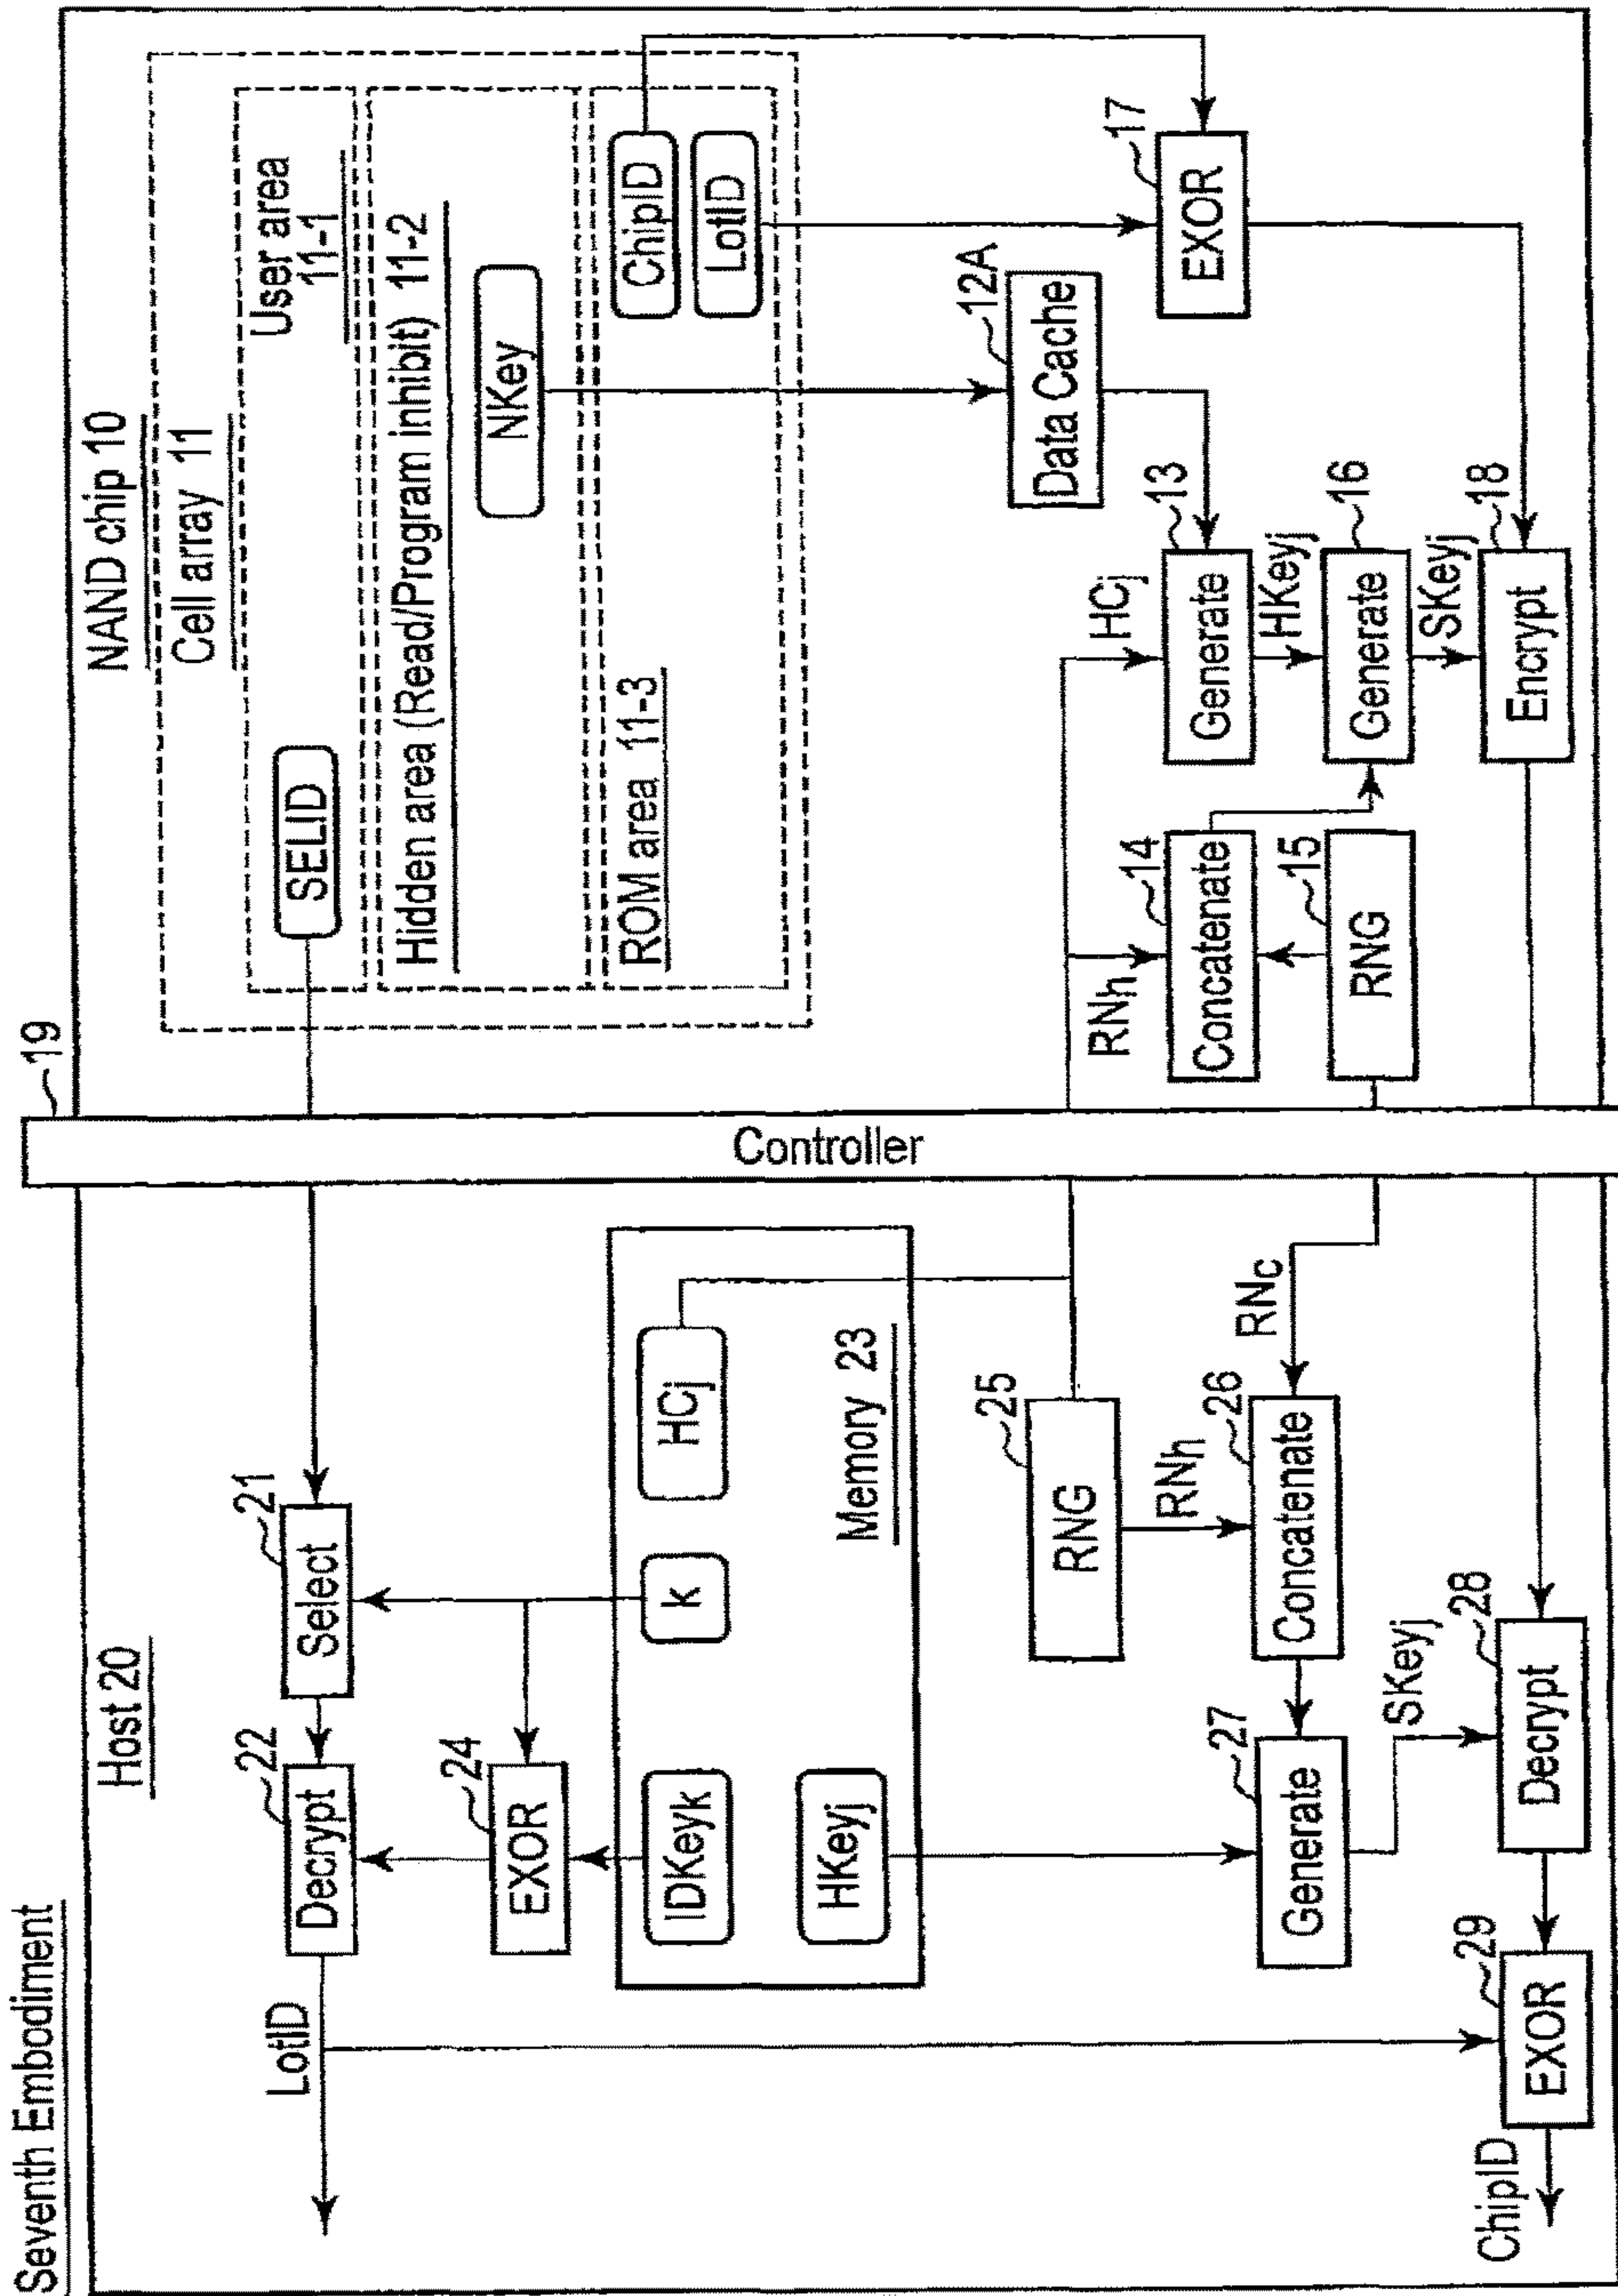 Seventh Embodiment
Host 20
NAND chip 10
Cell array 11
User area
11-1
SELID
Hidden area (Read/Program inhibit) 11-2
NKey
ROM area 11-3
ChipID
LotID
19
Controller
21
Select
22
Decrypt
LotID
24
EXOR
IDKeyk
k
HCj
HKeyj
Memory 23
25
RNG
RNh
RNc
26
Concatenate
27
Generate
SKeyj
28
Decrypt
29
EXOR
ChipID
12A
Data Cache
17
EXOR
HCj
13
Generate
HKeyj
RNh
14
Concatenate
15
RNG
16
Generate
SKeyj
18
Encrypt